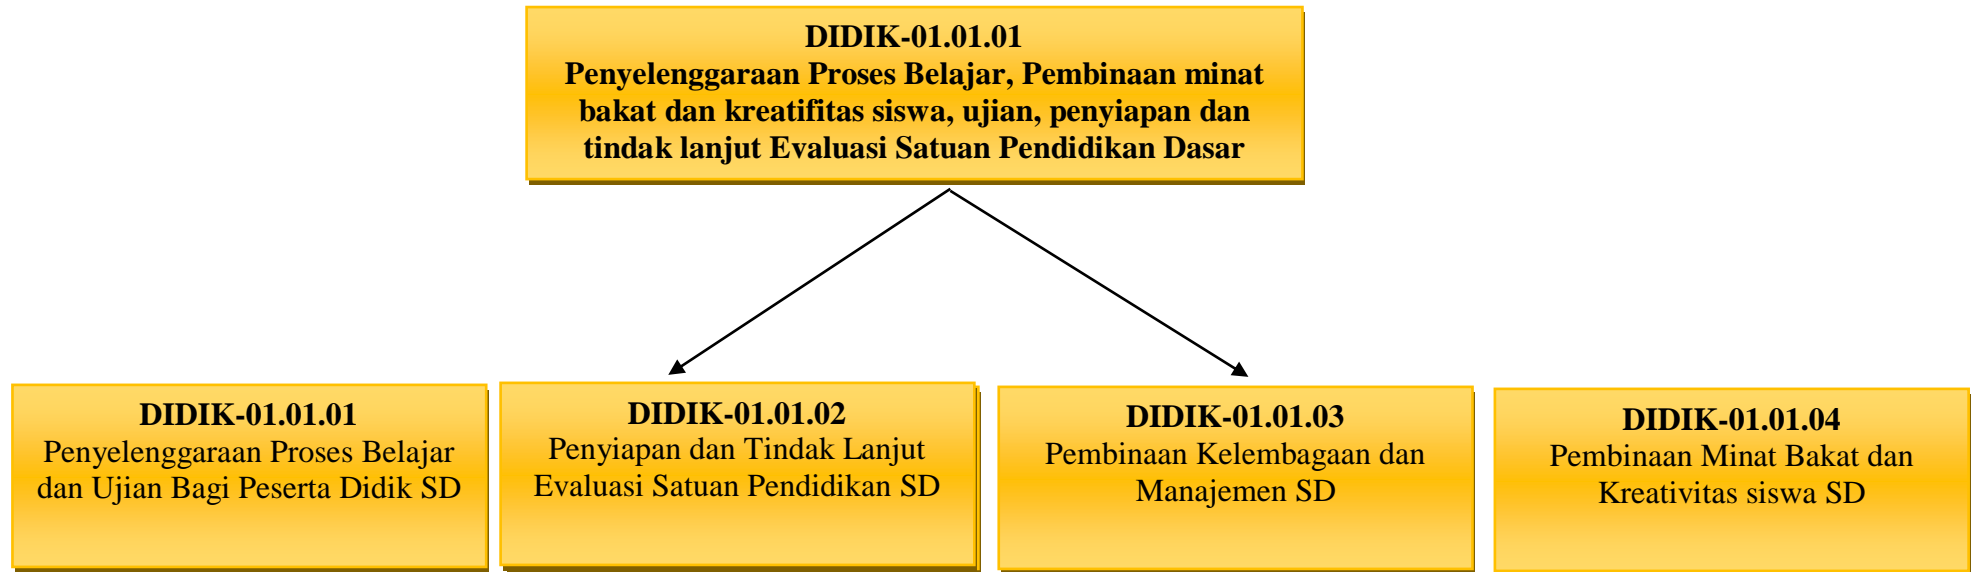 DIDIK-01.01.01
Penyelenggaraan Proses Belajar, Pembinaan minat
bakat dan kreatifitas siswa, ujian, penyiapan dan
tindak lanjut Evaluasi Satuan Pendidikan Dasar
DIDIK-01.01.01
Penyelenggaraan Proses Belajar
dan Ujian Bagi Peserta Didik SD
DIDIK-01.01.02
Penyiapan dan Tindak Lanjut
Evaluasi Satuan Pendidikan SD
DIDIK-01.01.03
Pembinaan Kelembagaan dan
Manajemen SD
DIDIK-01.01.04
Pembinaan Minat Bakat dan
Kreativitas siswa SD